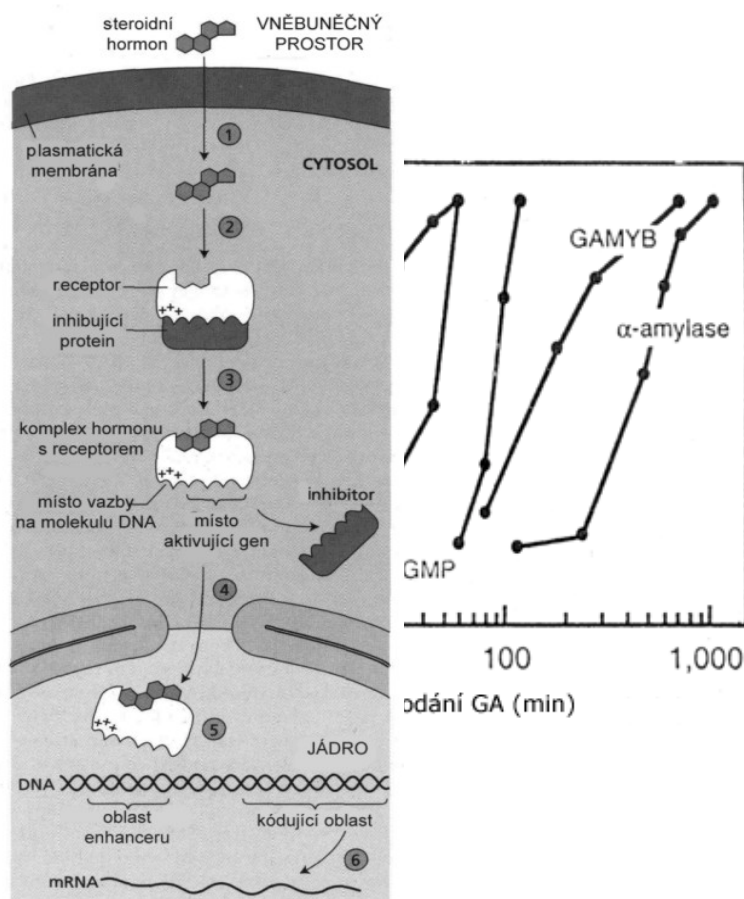 steroidní
hormon
VNĚBUNĚČNÝ
PROSTOR
1
plasmatická
membrána
CYTOSOL
2
receptor
+++
inhibující
protein
3
komplex hormonu
s receptorem
+++
místo vazby
na molekulu DNA
místo
aktivující gen
inhibitor
4
+++
5
JÁDRO
DNA
oblast
enhanceru
kódující oblast
6
mRNA
GAMYB
α-amylase
GMP
100
1,000
odání GA (min)